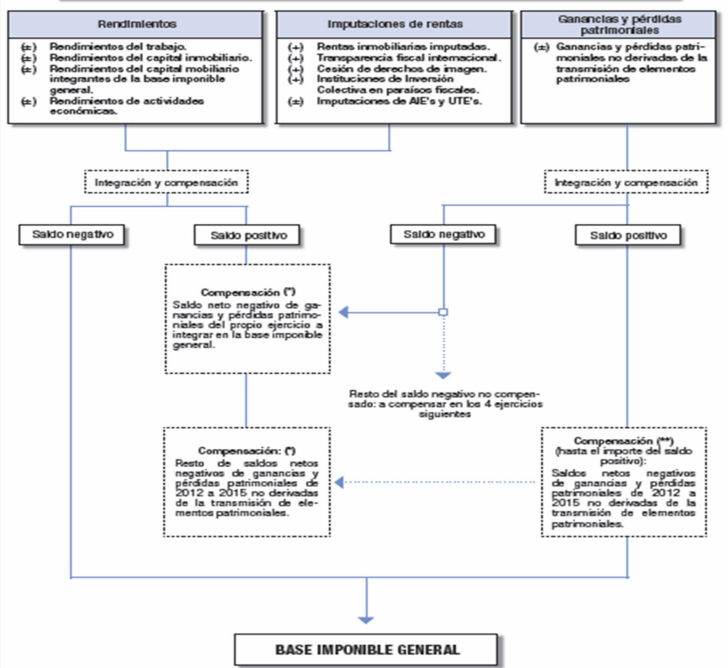 Rendimientos
(±) Rendimientos del trabajo.
(±) Rendimientos del capital inmobiliario.
(±) Rendimientos del capital mobiliario
integrantes de la base imponible
general.
(±) Rendimientos de actividades
económicas.
Imputaciones de rentas
(+) Rentas inmobiliarias imputadas.
(+) Transparencia fiscal internacional.
(+) Cesión de derechos de imagen.
(+) Instituciones de Inversión
Colectiva en paraísos fiscales.
(±) Imputaciones de AIE's y UTE's.
Ganancias y pérdidas
patrimoniales
(±) Ganancias y pérdidas patri-
moniales no derivadas de la
transmisión de elementos
patrimoniales
Integración y compensación
Integración y compensación
Saldo negativo
Saldo positivo
Saldo negativo
Saldo positivo
Compensación (*)
Saldo neto negativo de ga-
nancias y pérdidas patrimo-
niales del propio ejercicio a
integrar en la base imponible
general.
Resto del saldo negativo no compen-
sado: a compensar en los 4 ejercicios
siguientes
Compensación: (*)
Resto de saldos netos
negativos de ganancias y
pérdidas patrimoniales de
2012 a 2015 no derivadas
de la transmisión de ele-
mentos patrimoniales.
Compensación (**)
(hasta el importe del saldo
positivo):
Saldos netos negativos
de ganancias y pérdidas
patrimoniales de 2012 a
2015 no derivadas de la
transmisión de elementos
patrimoniales.
BASE IMPONIBLE GENERAL